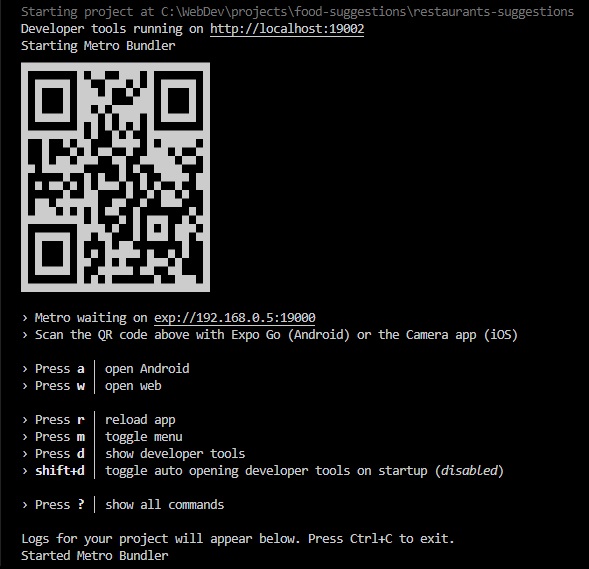 Starting project at C:\WebDev\projects\food-suggestions\restaurants-suggestions
Developer tools running on http://localhost:19002
Starting Metro Bundler
› Metro waiting on exp://192.168.0.5:19000
› Scan the QR code above with Expo Go (Android) or the Camera app (iOS)
› Press a │ open Android
› Press w │ open web
› Press r │ reload app
› Press m │ toggle menu
› Press d │ show developer tools
› shift+d │ toggle auto opening developer tools on startup (disabled)
› Press ? │ show all commands
Logs for your project will appear below. Press Ctrl+C to exit.
Started Metro Bundler